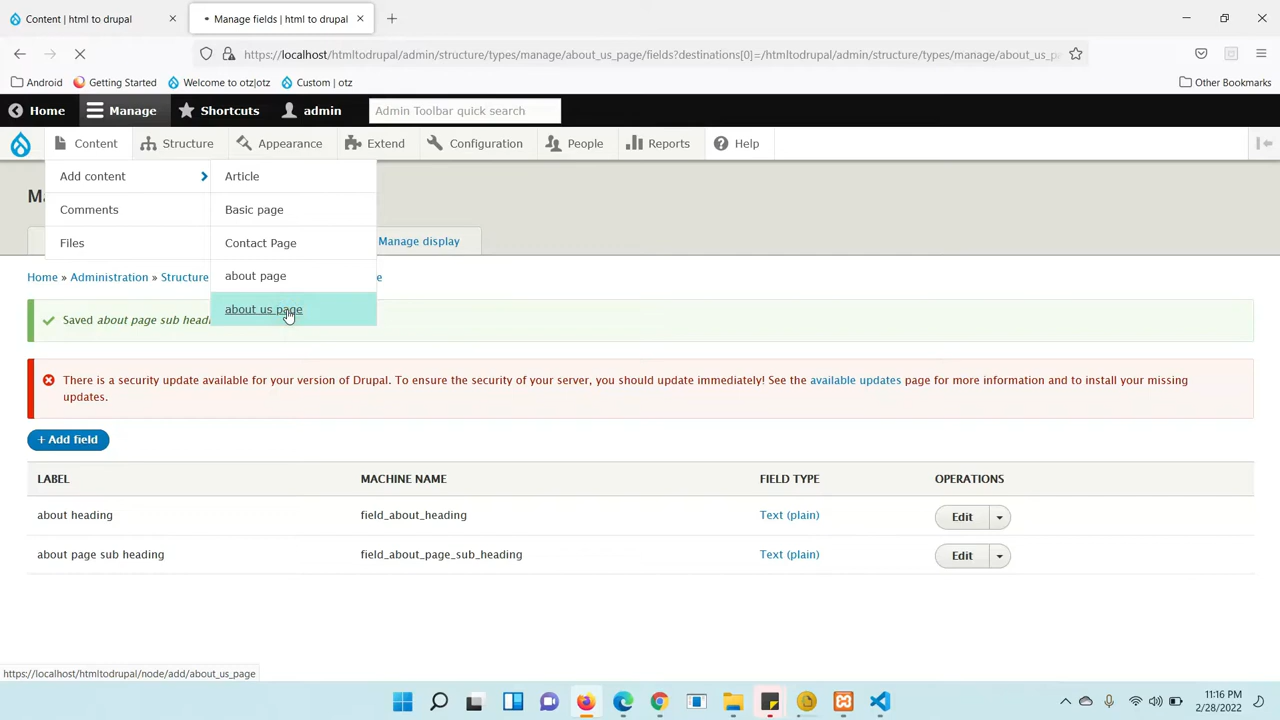 Content | html to drupal
Manage fields | html to drupal
https://localhost/htmltodrupal/admin/structure/types/manage/about_us_page/fields?destinations[0]=/htmltodrupal/admin/structure/types/manage/about_us_pa
Android
Getting Started
Welcome to otz|otz
Custom | otz
Other Bookmarks
Home
Manage
Shortcuts
admin
Admin Toolbar quick search
Content
Structure
Appearance
Extend
Configuration
People
Reports
Help
Add content
Article
Comments
Basic page
Files
Contact Page
Manage display
about page
about us page
Home » Administration » Structure
Saved about page sub
There is a security update available for your version of Drupal. To ensure the security of your server, you should update immediately! See the available updates page for more information and to install your missing
updates.
+ Add field
LABEL MACHINE NAME FIELD TYPE OPERATIONS
about heading field_about_heading Text (plain) Edit
about page sub heading field_about_page_sub_heading Text (plain) Edit
https://localhost/htmltodrupal/node/add/about_us_page
11:16 PM
2/28/2022